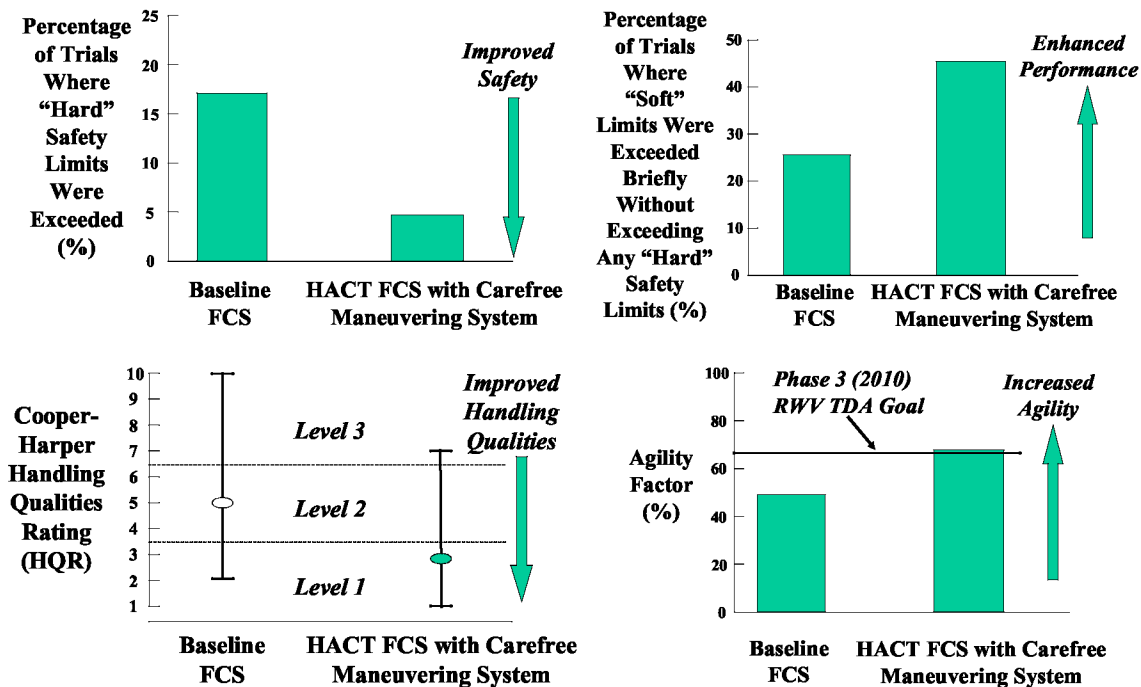 Percentage
of Trials
Where
“Hard”
Safety
Limits
Were
Exceeded
(%)
25
20
15
10
5
0
Improved
Safety
Baseline
FCS
HACT FCS with Carefree
Maneuvering System
Percentage
of Trials
Where
“Soft”
Limits Were
Exceeded
Briefly
Without
Exceeding
Any “Hard”
Safety
Limits (%)
50
40
30
20
10
0
Enhanced
Performance
Baseline
FCS
HACT FCS with Carefree
Maneuvering System
Cooper-
Harper
Handling
Qualities
Rating
(HQR)
10
9
8
7
6
5
4
3
2
1
Level 3
Level 2
Level 1
Improved
Handling
Qualities
Baseline
FCS
HACT FCS with Carefree
Maneuvering System
Agility
Factor
(%)
100
80
60
40
20
0
Phase 3 (2010)
RWV TDA Goal
Increased
Agility
Baseline
FCS
HACT FCS with Carefree
Maneuvering System